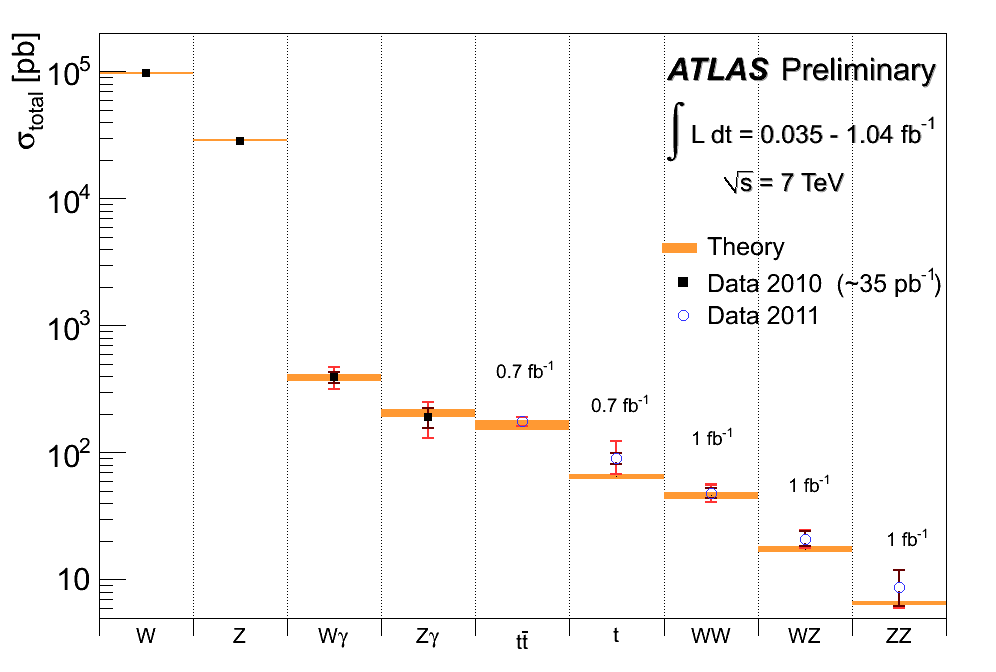 σtotal [pb]
10⁵
10⁴
10³
10²
10
ATLAS Preliminary
∫ L dt = 0.035 - 1.04 fb⁻¹
√s = 7 TeV
Theory
Data 2010 (~35 pb⁻¹)
Data 2011
0.7 fb⁻¹
0.7 fb⁻¹
1 fb⁻¹
1 fb⁻¹
1 fb⁻¹
W Z Wγ Zγ tt̄ t WW WZ ZZ